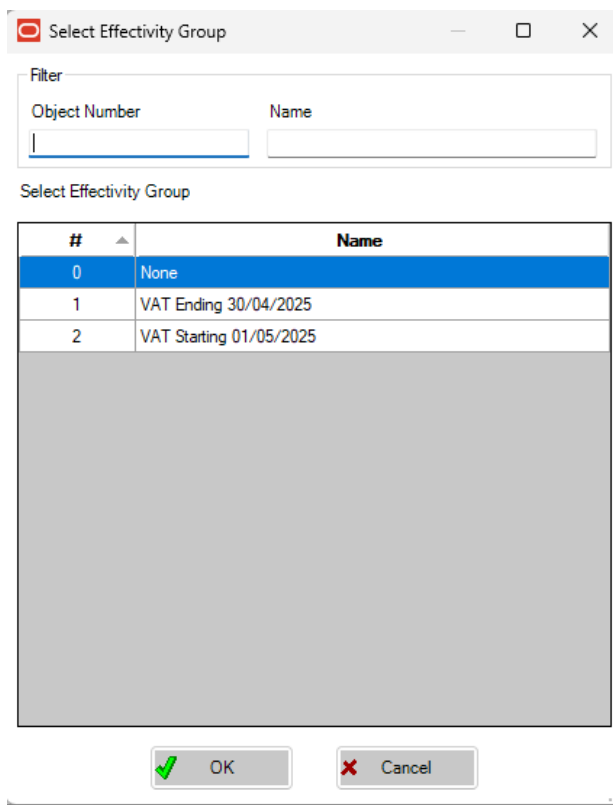 Select Effectivity Group
Filter
Object Number Name
Select Effectivity Group
# Name
0 None
1 VAT Ending 30/04/2025
2 VAT Starting 01/05/2025
OK Cancel